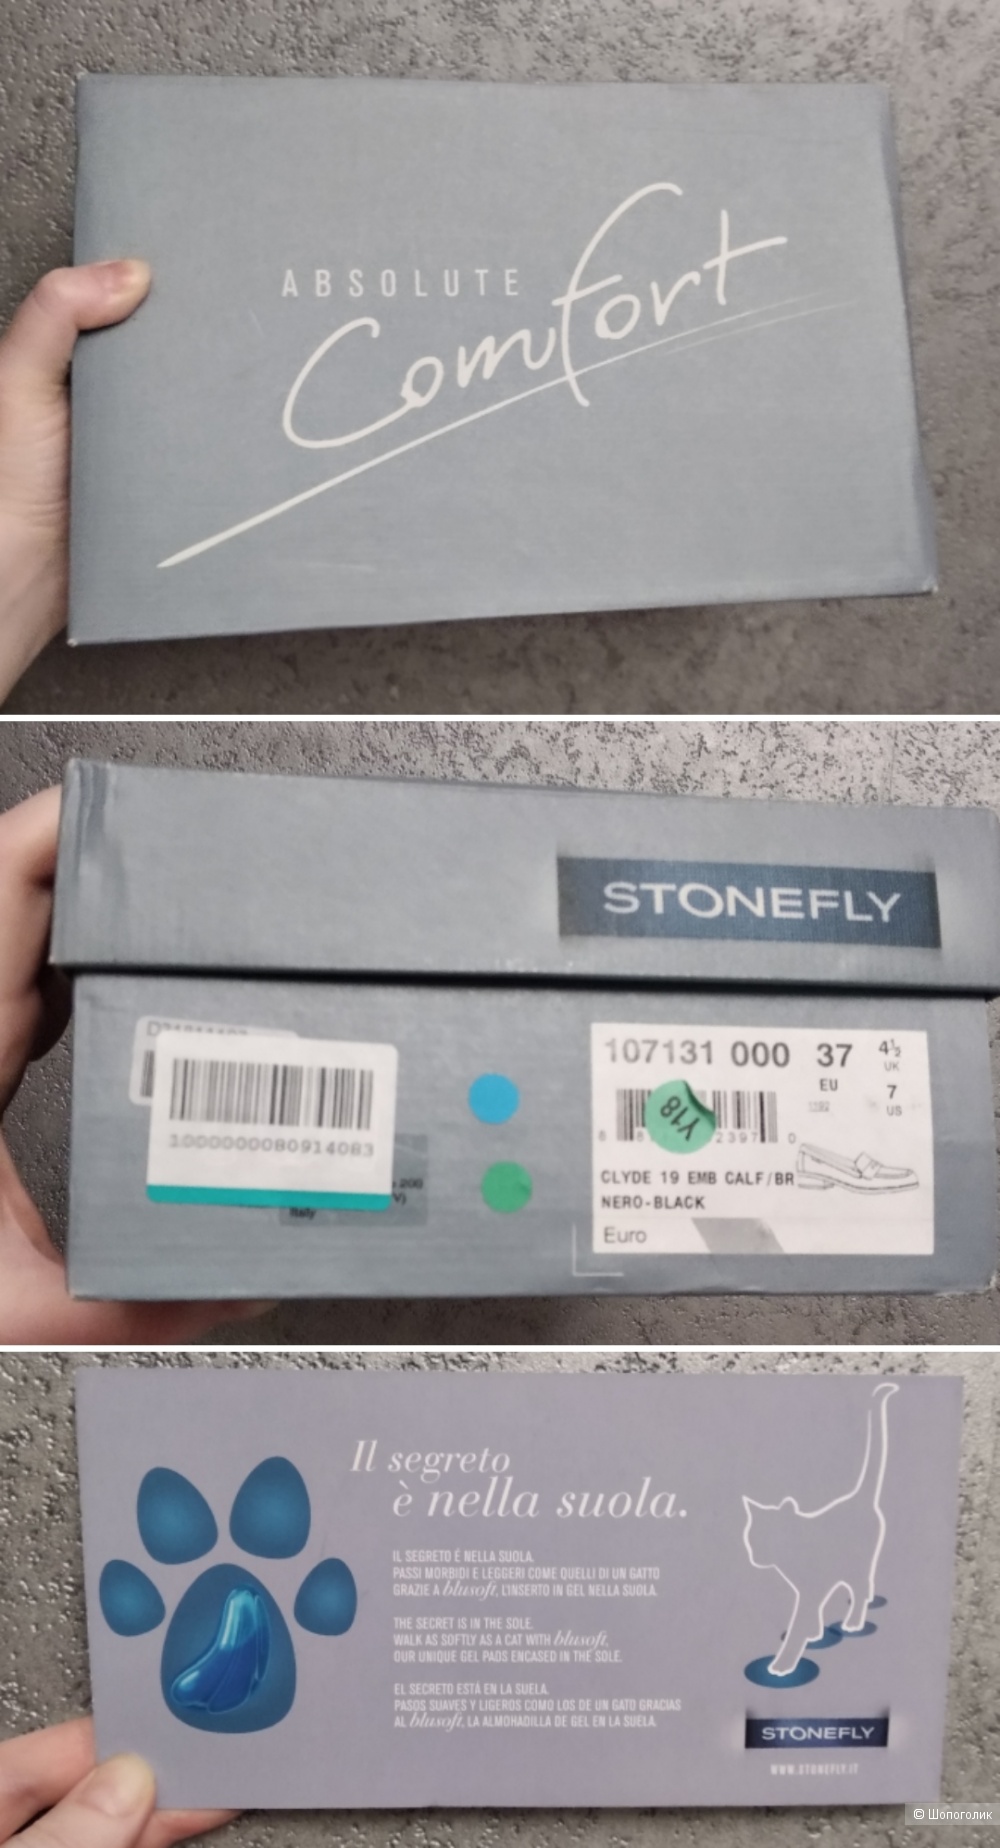 ABSOLUTE
Comfort
STONEFLY
107131 000 37 4½
UK
EU
7
US
1000000080914083
Y18
2397 0
CLYDE 19 EMB CALF/BR
NERO-BLACK
Italy
Euro
Il segreto
è nella suola.
IL SEGRETO È NELLA SUOLA.
PASSI MORBIDI E LEGGERI COME QUELLI DI UN GATTO
GRAZIE A blusoft, L'INSERTO IN GEL NELLA SUOLA.
THE SECRET IS IN THE SOLE.
WALK AS SOFTLY AS A CAT WITH blusoft,
OUR UNIQUE GEL PADS ENCASED IN THE SOLE.
EL SECRETO ESTÁ EN LA SUELA.
PASOS SUAVES Y LIGEROS COMO LOS DE UN GATO GRACIAS
AL blusoft, LA ALMOHADILLA DE GEL EN LA SUELA.
STONEFLY
WWW.STONEFLY.IT
© Шопоголик